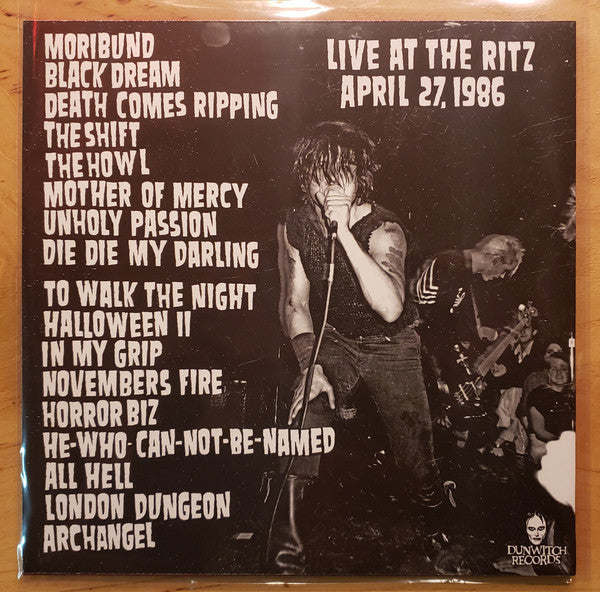 MORIBUND
BLACK DREAM
DEATH COMES RIPPING
THE SHIFT
THE HOWL
MOTHER OF MERCY
UNHOLY PASSION
DIE DIE MY DARLING
TO WALK THE NIGHT
HALLOWEEN II
IN MY GRIP
NOVEMBERS FIRE
HORROR BIZ
HE-WHO-CAN-NOT-BE-NAMED
ALL HELL
LONDON DUNGEON
ARCHANGEL
LIVE AT THE RITZ
APRIL 27, 1986
DUNWITCH
RECORDS